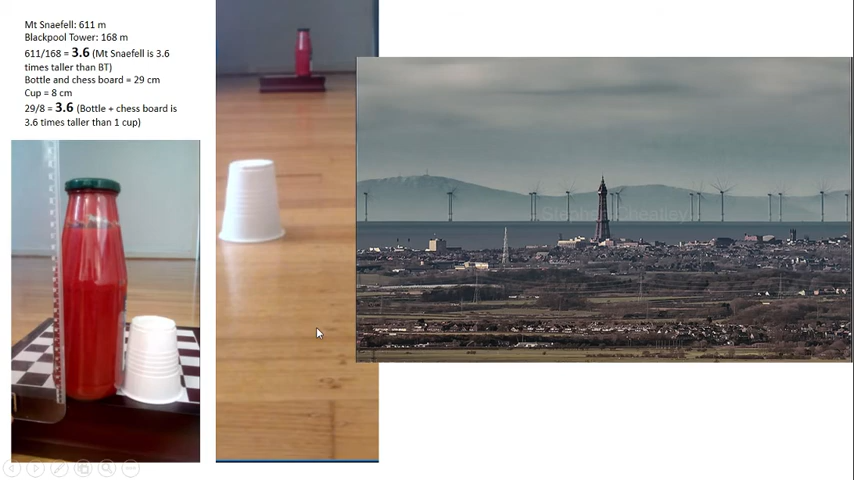 Mt Snaefell: 611 m
Blackpool Tower: 168 m
611/168 = 3.6 (Mt Snaefell is 3.6
times taller than BT)
Bottle and chess board = 29 cm
Cup = 8 cm
29/8 = 3.6 (Bottle + chess board is
3.6 times taller than 1 cup)